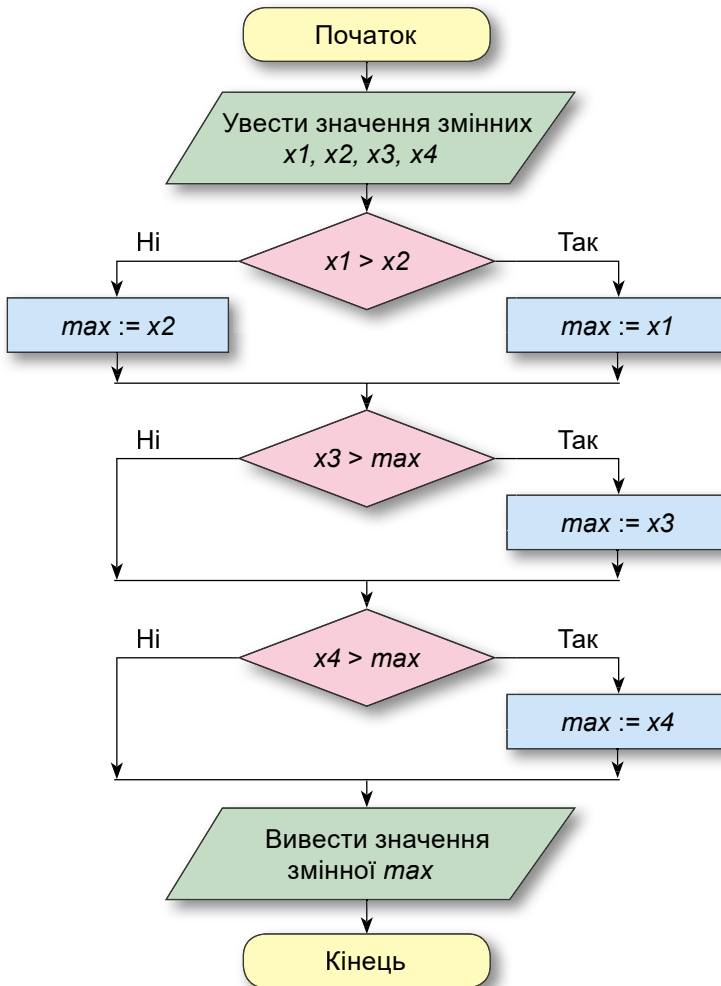 Початок
Увести значення змінних
x1, x2, x3, x4
Ні
x1 > x2
Так
max := x2
max := x1
Ні
x3 > max
Так
max := x3
Ні
x4 > max
Так
max := x4
Вивести значення
змінної max
Кінець